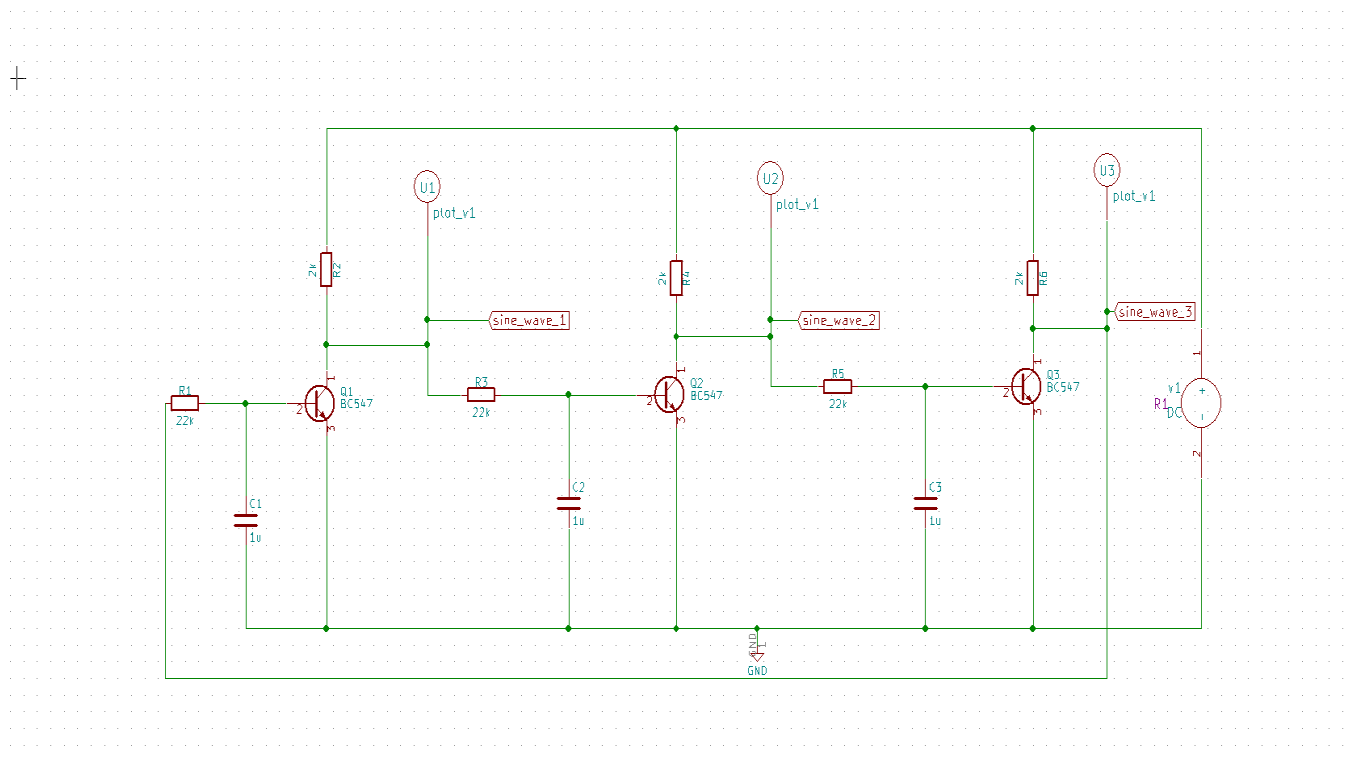 U1
plot_v1
U2
plot_v1
U3
plot_v1
2k
R2
2k
R4
2k
R6
sine_wave_1
sine_wave_2
sine_wave_3
R1
22k
1
2
3
Q1
BC547
R3
22k
1
2
3
Q2
BC547
R5
22k
1
2
3
Q3
BC547
1
v1
R1
DC
+
-
2
C1
1u
C2
1u
C3
1u
GND
1
GND